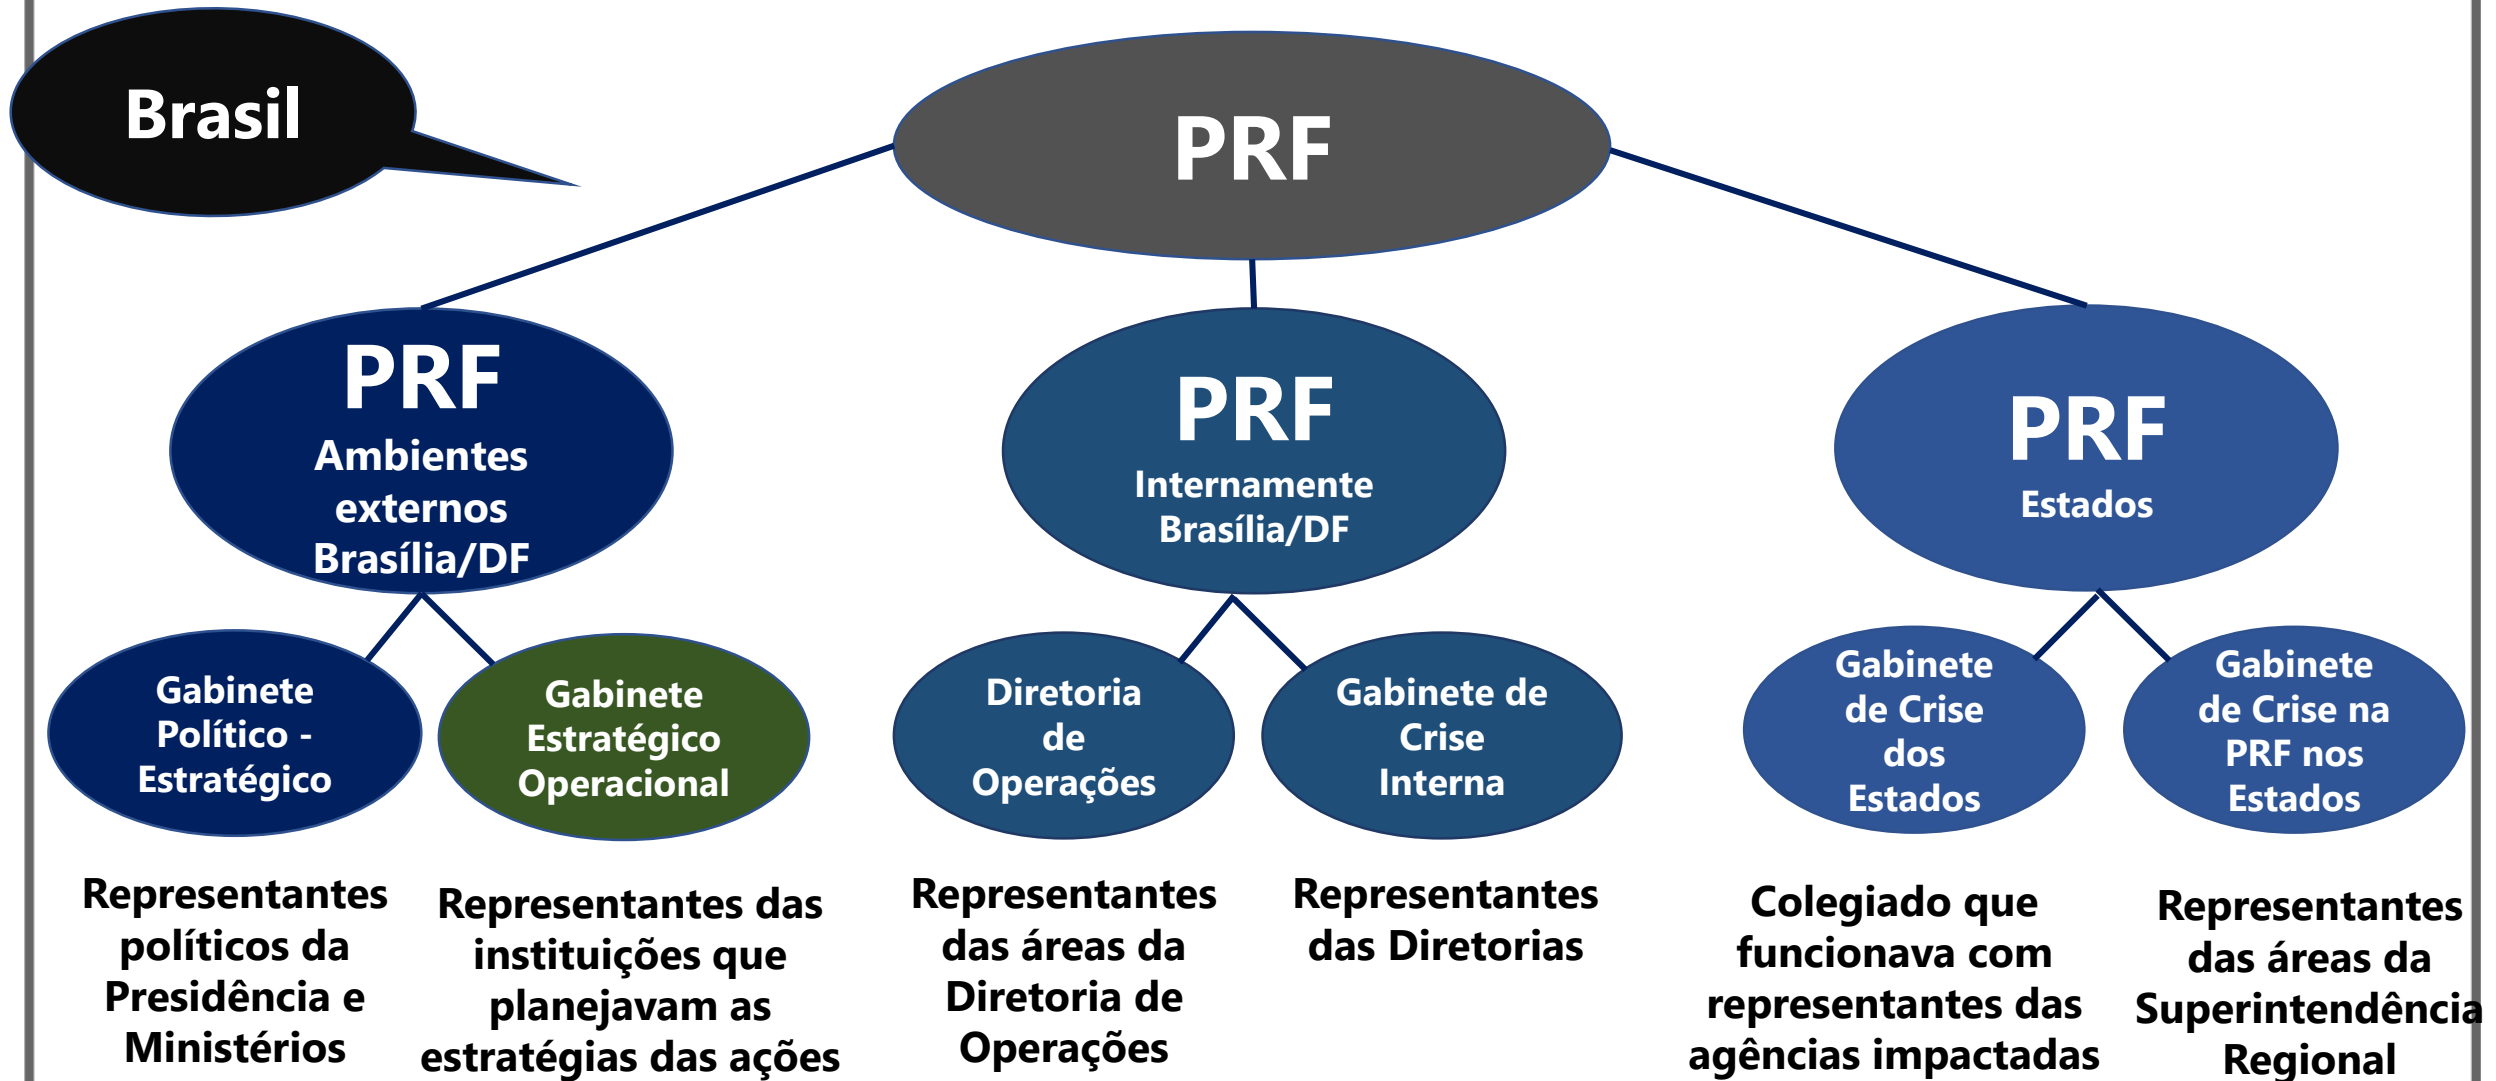 Brasil
PRF
PRF
Ambientes
externos
Brasília/DF
PRF
Internamente
Brasília/DF
PRF
Estados
Gabinete
Político -
Estratégico
Gabinete
Estratégico
Operacional
Diretoria
de
Operações
Gabinete de
Crise
Interna
Gabinete
de Crise
dos
Estados
Gabinete
de Crise na
PRF nos
Estados
Representantes
políticos da
Presidência e
Ministérios
Representantes das
instituições que
planejavam as
estratégias das ações
Representantes
das áreas da
Diretoria de
Operações
Representantes
das Diretorias
Colegiado que
funcionava com
representantes das
agências impactadas
Representantes
das áreas da
Superintendência
Regional